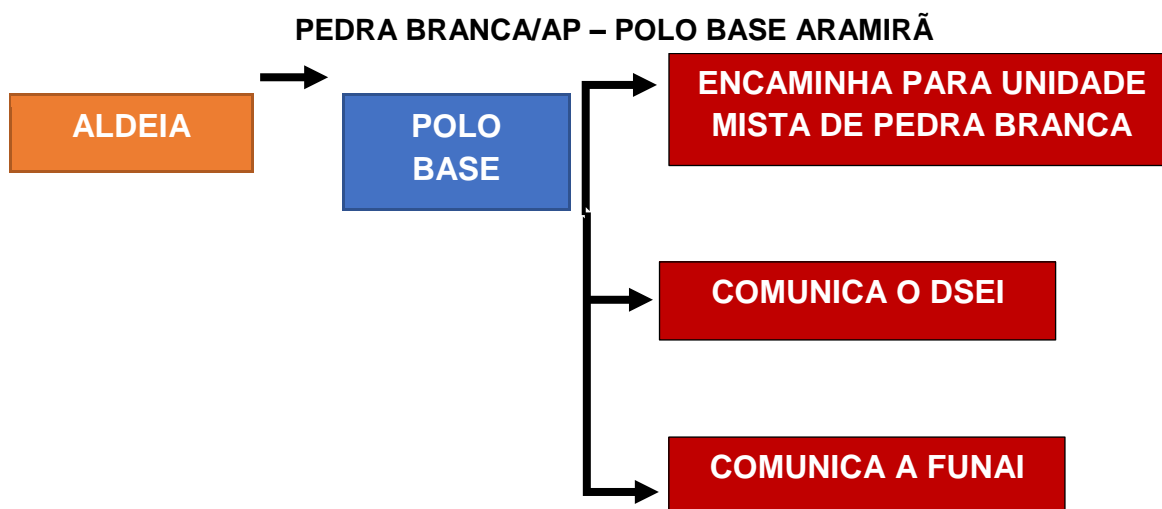 PEDRA BRANCA/AP – POLO BASE ARAMIRÃ
ALDEIA
POLO
BASE
ENCAMINHA PARA UNIDADE
MISTA DE PEDRA BRANCA
COMUNICA O DSEI
COMUNICA A FUNAI